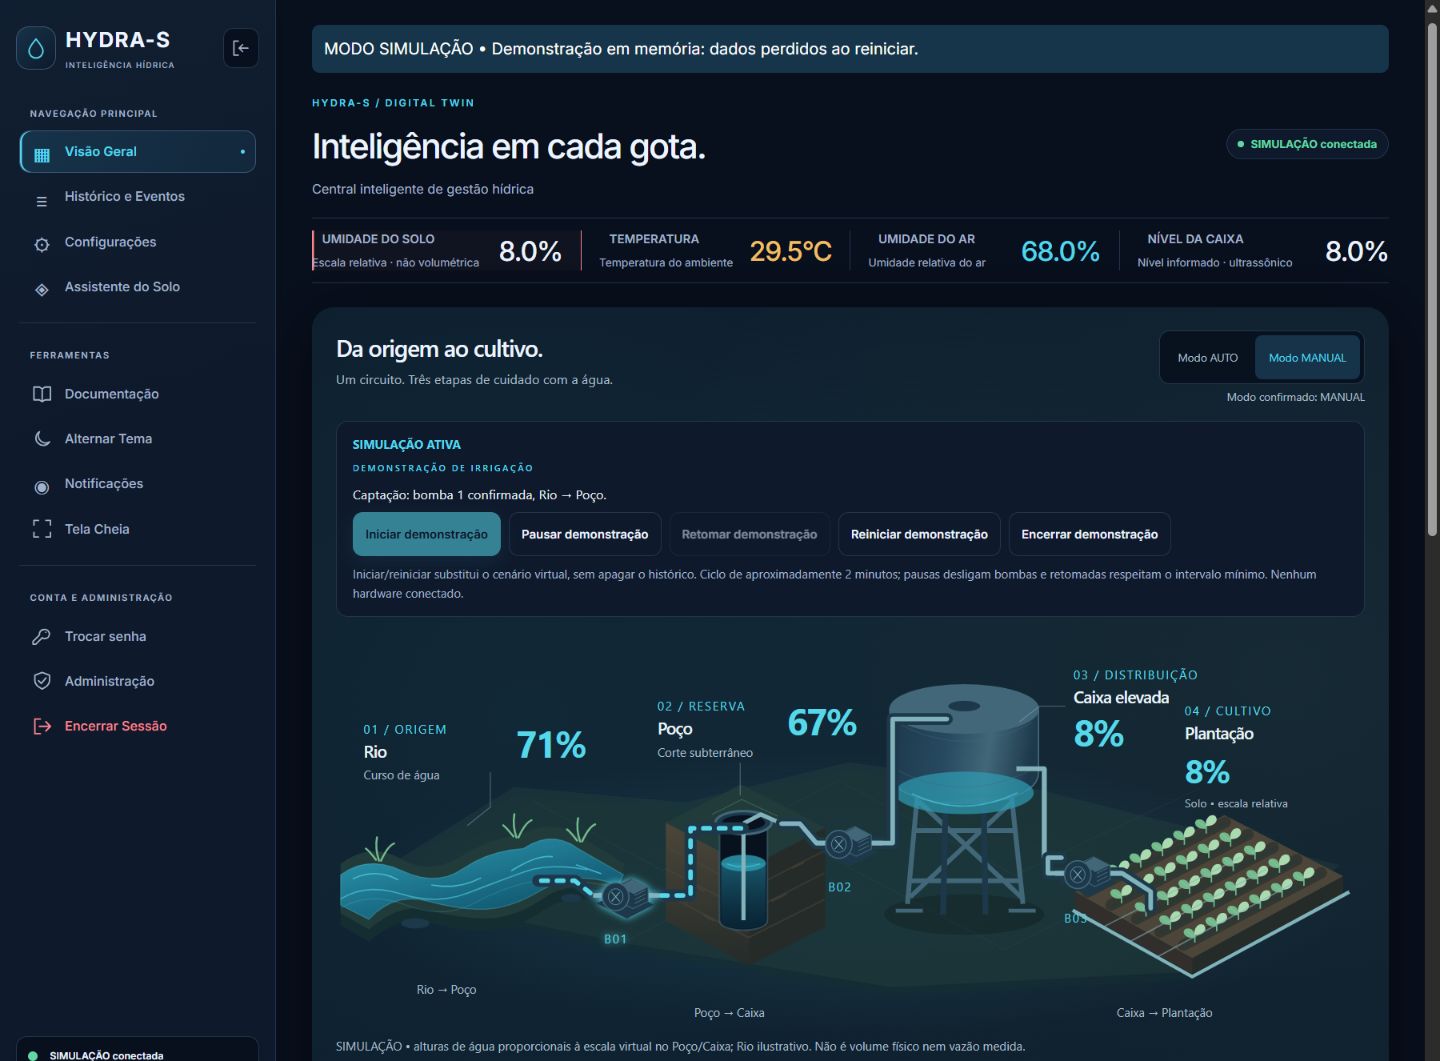 HYDRA-S
INTELIGÊNCIA HÍDRICA
NAVEGAÇÃO PRINCIPAL
Visão Geral
Histórico e Eventos
Configurações
Assistente do Solo
FERRAMENTAS
Documentação
Alternar Tema
Notificações
Tela Cheia
CONTA E ADMINISTRAÇÃO
Trocar senha
Administração
Encerrar Sessão
SIMULAÇÃO conectada
MODO SIMULAÇÃO • Demonstração em memória: dados perdidos ao reiniciar.
HYDRA-S / DIGITAL TWIN
Inteligência em cada gota.
SIMULAÇÃO conectada
Central inteligente de gestão hídrica
UMIDADE DO SOLO
Escala relativa · não volumétrica
8.0%
TEMPERATURA
Temperatura do ambiente
29.5°C
UMIDADE DO AR
Umidade relativa do ar
68.0%
NÍVEL DA CAIXA
Nível informado · ultrassônico
8.0%
Da origem ao cultivo.
Um circuito. Três etapas de cuidado com a água.
Modo AUTO
Modo MANUAL
Modo confirmado: MANUAL
SIMULAÇÃO ATIVA
DEMONSTRAÇÃO DE IRRIGAÇÃO
Captação: bomba 1 confirmada, Rio → Poço.
Iniciar demonstração
Pausar demonstração
Retomar demonstração
Reiniciar demonstração
Encerrar demonstração
Iniciar/reiniciar substitui o cenário virtual, sem apagar o histórico. Ciclo de aproximadamente 2 minutos; pausas desligam bombas e retomadas respeitam o intervalo mínimo. Nenhum
hardware conectado.
01 / ORIGEM
Rio
Curso de água
71%
02 / RESERVA
Poço
Corte subterrâneo
67%
03 / DISTRIBUIÇÃO
Caixa elevada
8%
04 / CULTIVO
Plantação
8%
Solo • escala relativa
B01
B02
B03
Rio → Poço
Poço → Caixa
Caixa → Plantação
SIMULAÇÃO • alturas de água proporcionais à escala virtual no Poço/Caixa; Rio ilustrativo. Não é volume físico nem vazão medida.